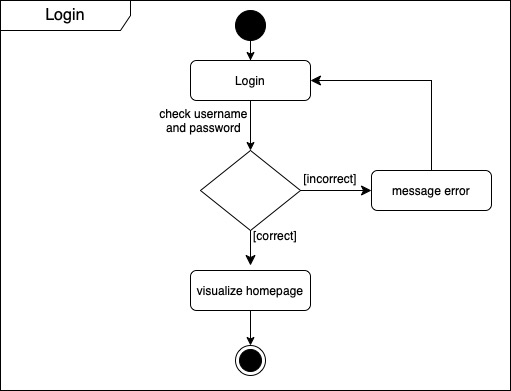 Login
Login
check username
and password
[incorrect]
message error
[correct]
visualize homepage